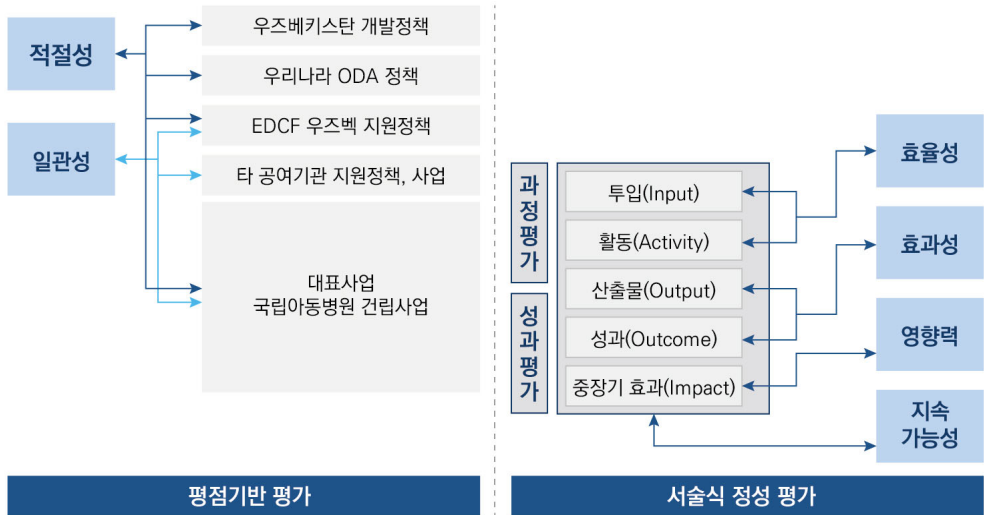 적절성
일관성
우즈베키스탄 개발정책
우리나라 ODA 정책
EDCF 우즈벡 지원정책
타 공여기관 지원정책, 사업
대표사업
국립아동병원 건립사업
평점기반 평가
과정평가
성과평가
투입(Input)
활동(Activity)
산출물(Output)
성과(Outcome)
중장기 효과(Impact)
효율성
효과성
영향력
지속
가능성
서술식 정성 평가